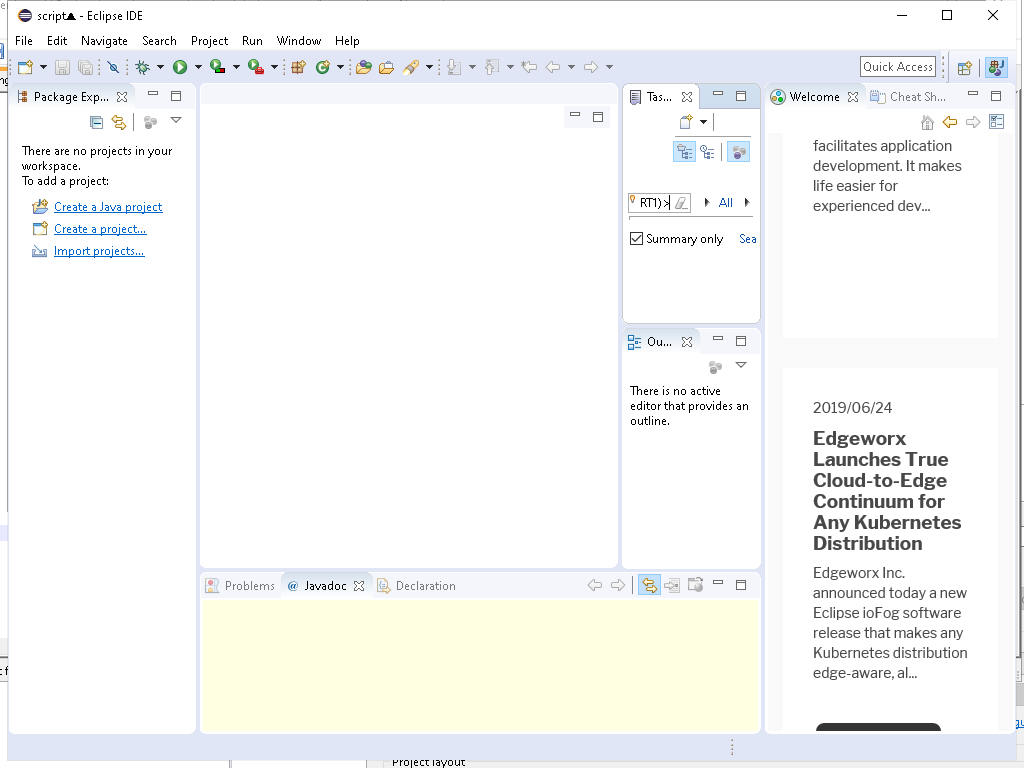 script▲ - Eclipse IDE
File Edit Navigate Search Project Run Window Help
Quick Access
Package Exp...
There are no projects in your
workspace.
To add a project:
Create a Java project
Create a project...
Import projects...
Tas...
RT1) >
All
Summary only
Sea
Ou...
There is no active
editor that provides an
outline.
Problems
@ Javadoc
Declaration
Welcome
Cheat Sh...
facilitates application
development. It makes
life easier for
experienced dev...
2019/06/24
Edgeworx
Launches True
Cloud-to-Edge
Continuum for
Any Kubernetes
Distribution
Edgeworx Inc.
announced today a new
Eclipse ioFog software
release that makes any
Kubernetes distribution
edge-aware, al...
Project layout